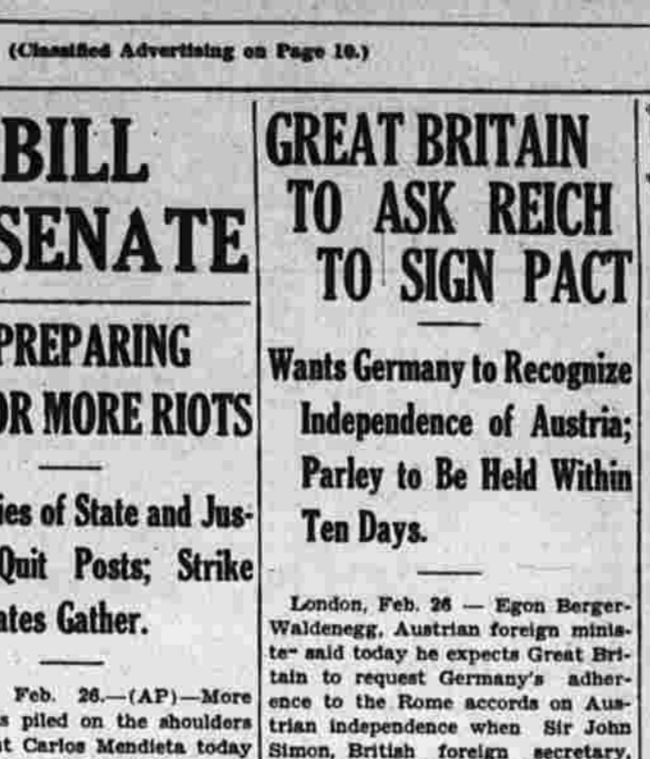 (Classified Advertising on Page 10.)
BILL
SENATE
PREPARING
OR MORE RIOTS
ies of State and Jus-
Quit Posts; Strike
ates Gather.
Feb. 26.—(AP)—More
s piled on the shoulders
t Carlos Mendieta today
GREAT BRITAIN
TO ASK REICH
TO SIGN PACT
Wants Germany to Recognize
Independence of Austria;
Parley to Be Held Within
Ten Days.
London, Feb. 26 — Egon Berger-
Waldenegg, Austrian foreign minis-
te- said today he expects Great Bri-
tain to request Germany's adher-
ence to the Rome accords on Aus-
trian independence when Sir John
Simon, British foreign secretary,